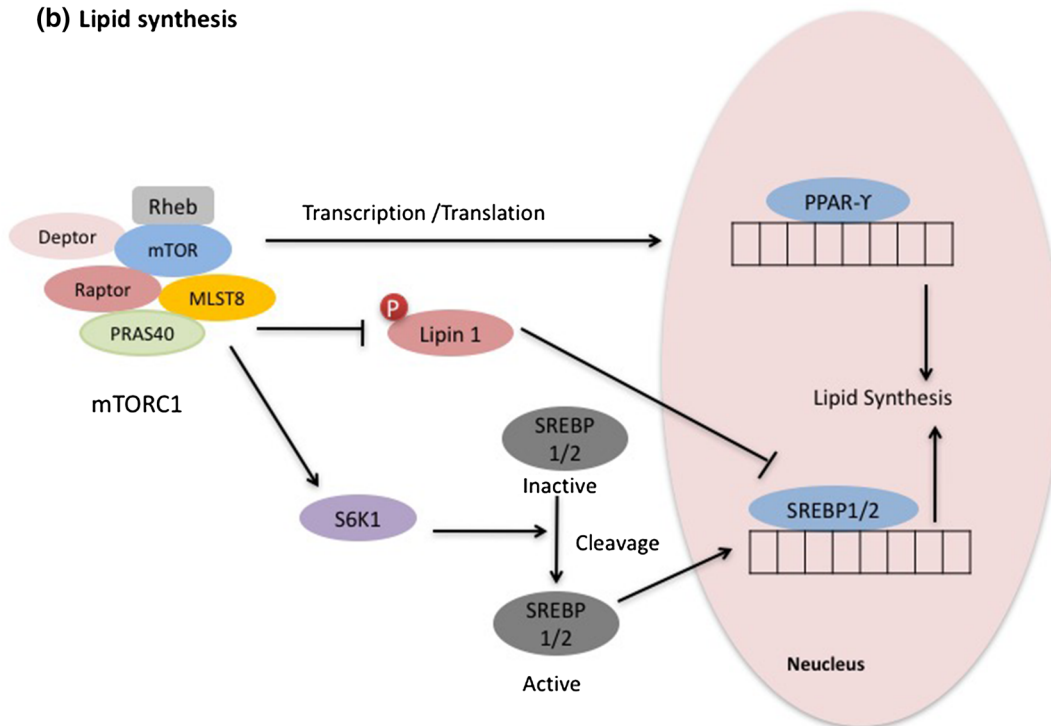 (b) Lipid synthesis
Rheb
Deptor
mTOR
Raptor
MLST8
PRAS40
mTORC1
Transcription /Translation
P
Lipin 1
S6K1
SREBP
1/2
Inactive
Cleavage
SREBP
1/2
Active
PPAR-ϒ
Lipid Synthesis
SREBP1/2
Neucleus